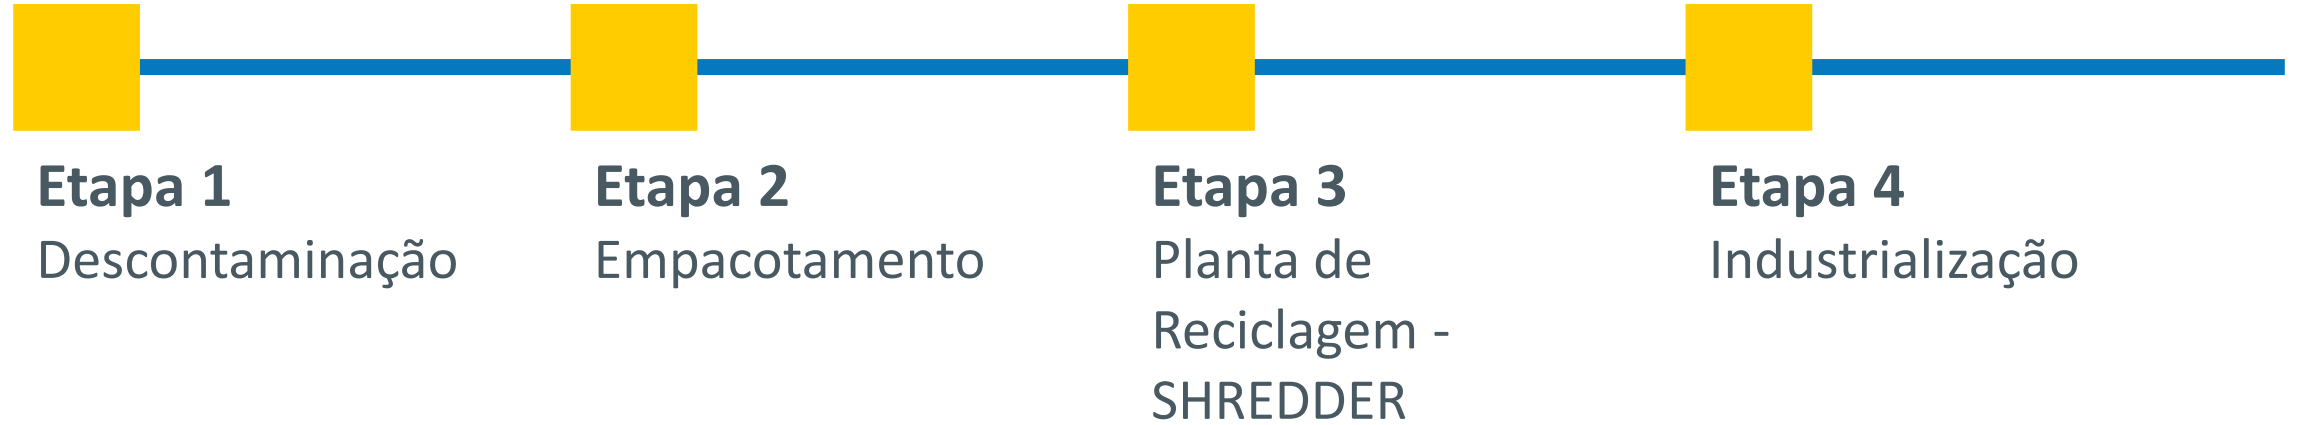 Etapa 1
Descontaminação
Etapa 2
Empacotamento
Etapa 3
Planta de
Reciclagem -
SHREDDER
Etapa 4
Industrialização